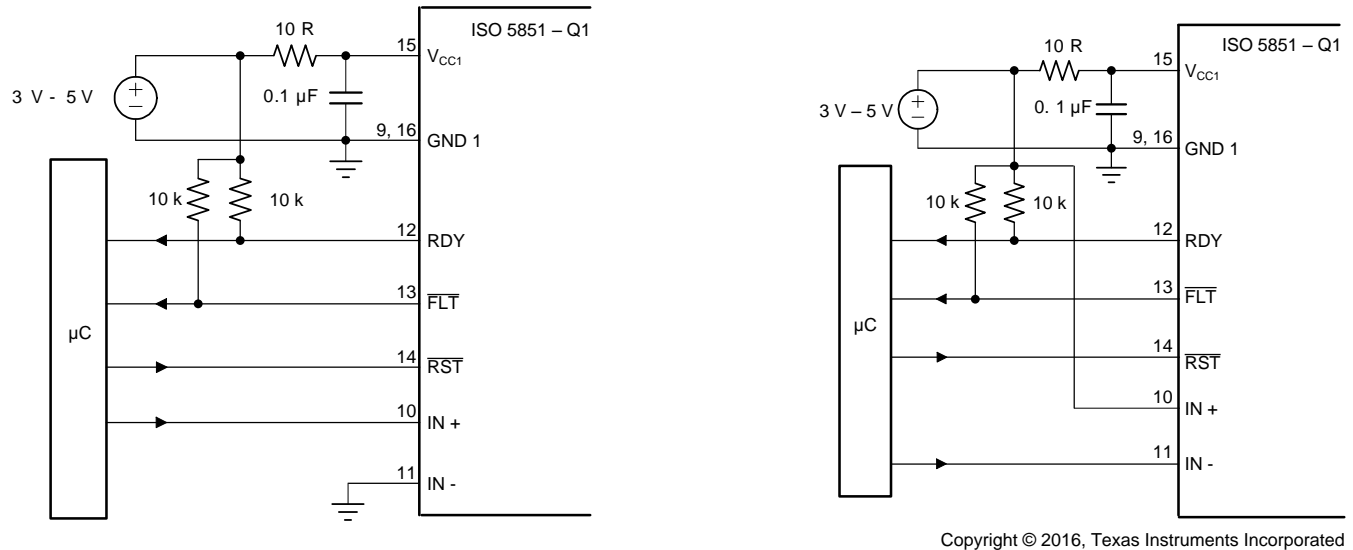 ISO 5851 – Q1
10 R
15
V CC1
3 V - 5 V
+
–
0.1 µF
9, 16
GND 1
10 k
10 k
12
RDY
13
FLT
µC
14
RST
10
IN +
11
IN -
ISO 5851 – Q1
10 R
15
V CC1
3 V – 5 V
+
–
0. 1 µF
9, 16
GND 1
10 k
10 k
12
RDY
13
FLT
µC
14
RST
10
IN +
11
IN -
Copyright © 2016, Texas Instruments Incorporated